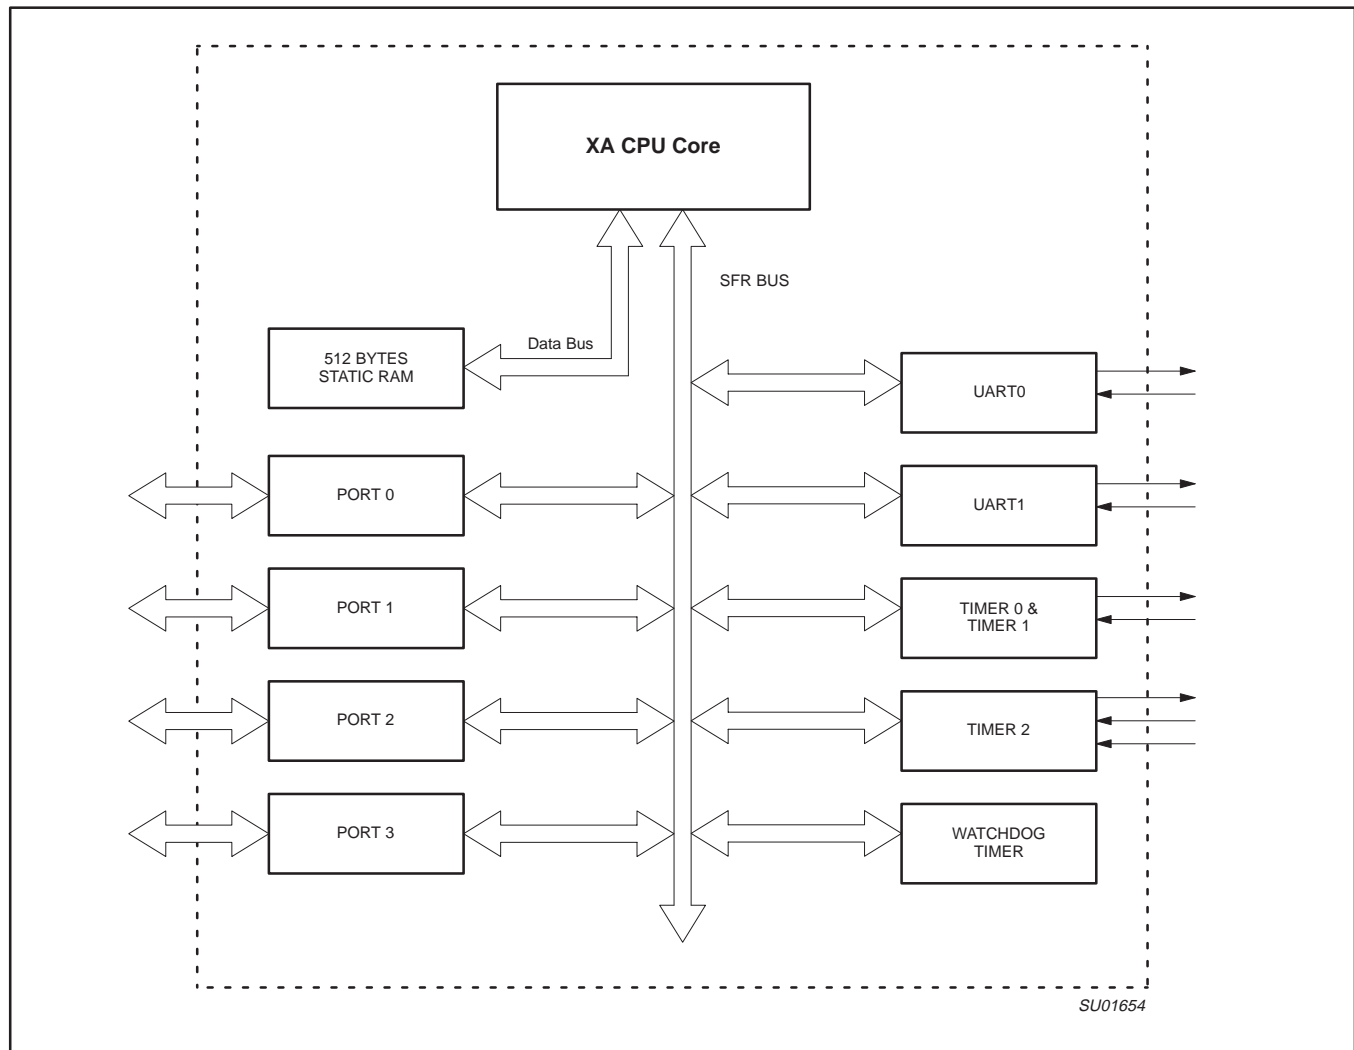 XA CPU Core
SFR BUS
Data Bus
512 BYTES
STATIC RAM
UART0
PORT 0
UART1
PORT 1
TIMER 0 &
TIMER 1
PORT 2
TIMER 2
PORT 3
WATCHDOG
TIMER
SU01654